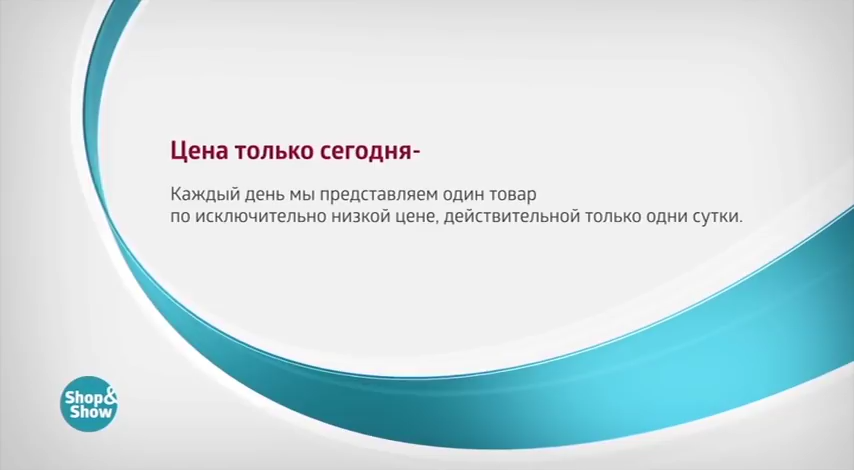 Цена только сегодня-
Каждый день мы представляем один товар
по исключительно низкой цене, действительной только одни сутки.
Shop&
Show